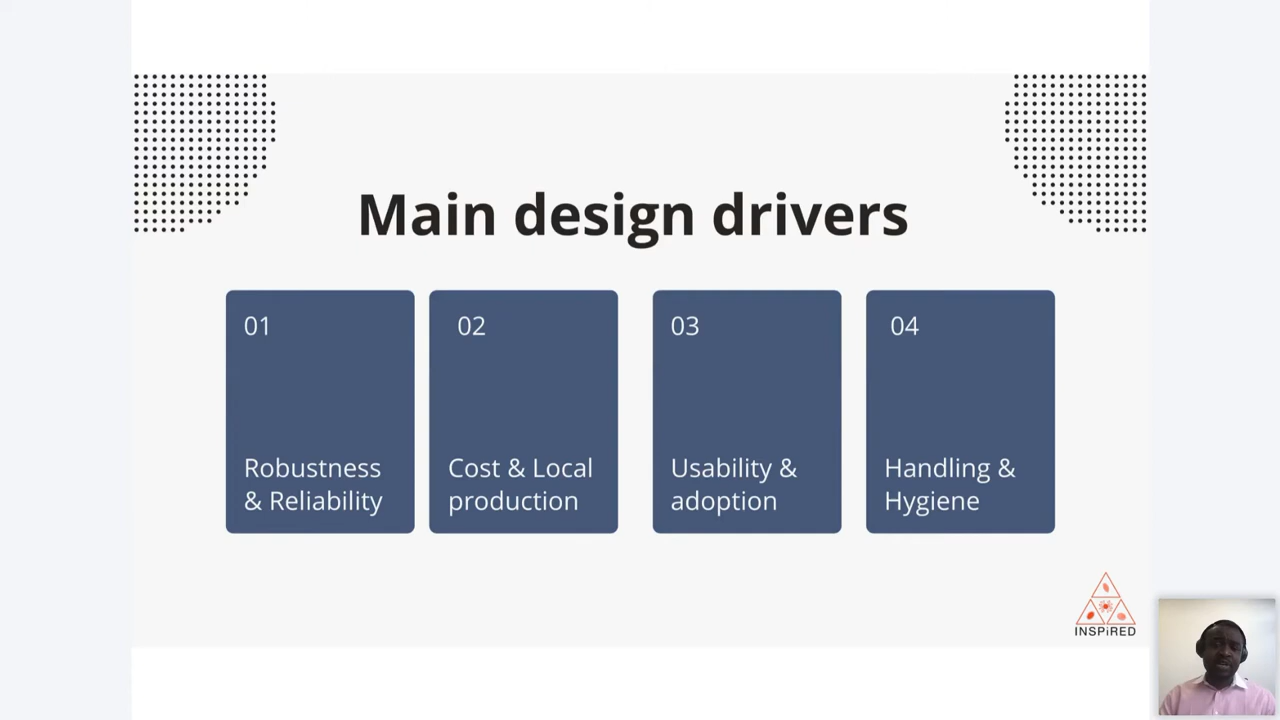 Main design drivers
01
Robustness
& Reliability
02
Cost & Local
production
03
Usability &
adoption
04
Handling &
Hygiene
INSPiRED